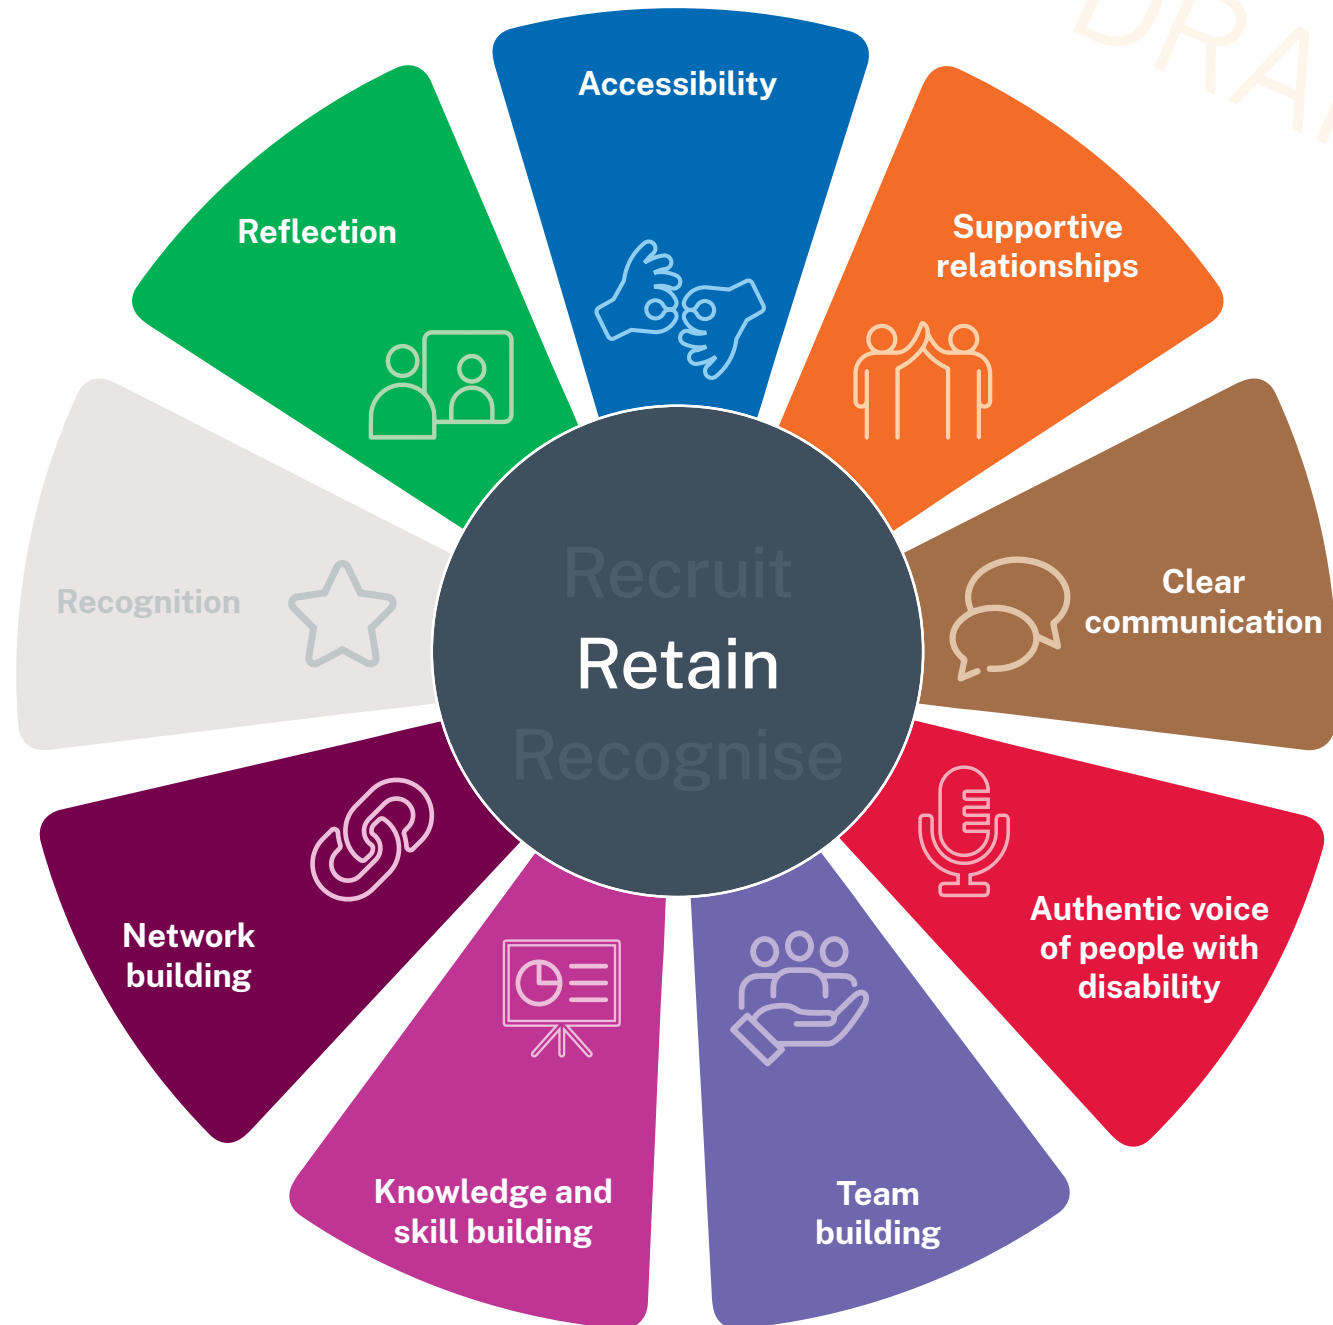 Accessibility
Supportive
relationships
Clear
communication
Authentic voice
of people with
disability
Team
building
Knowledge and
skill building
Network
building
Recognition
Reflection
Recruit
Retain
Recognise